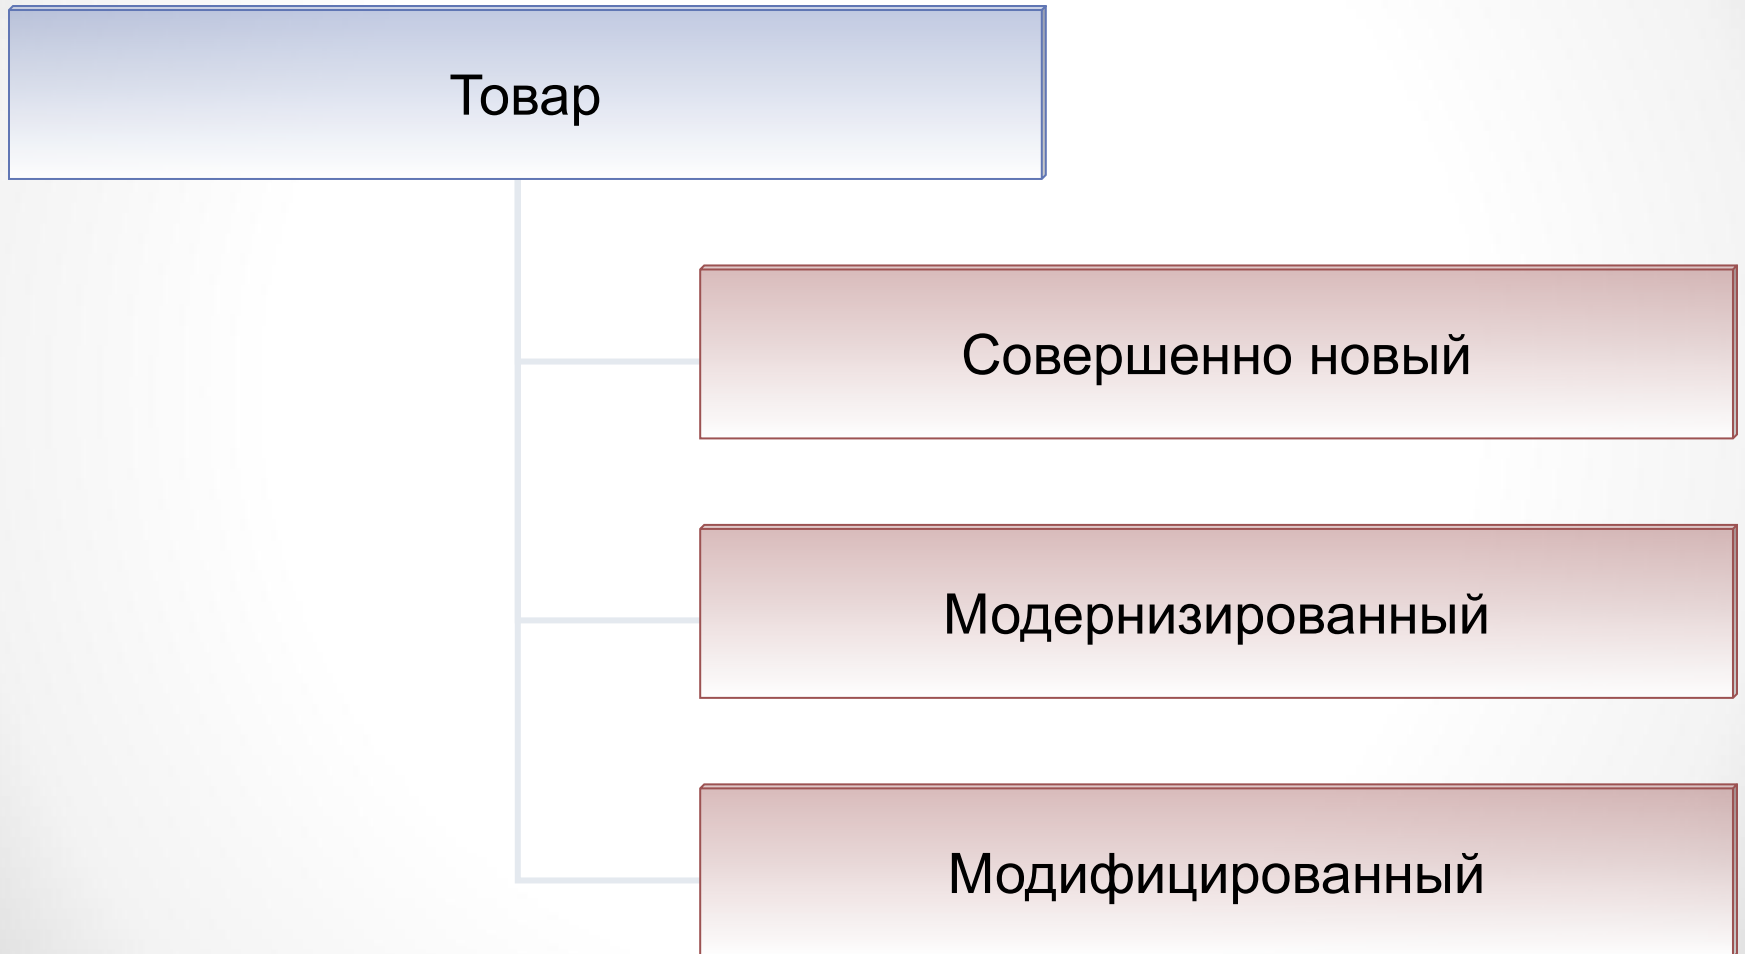 Товар
Совершенно новый
Модернизированный
Модифицированный